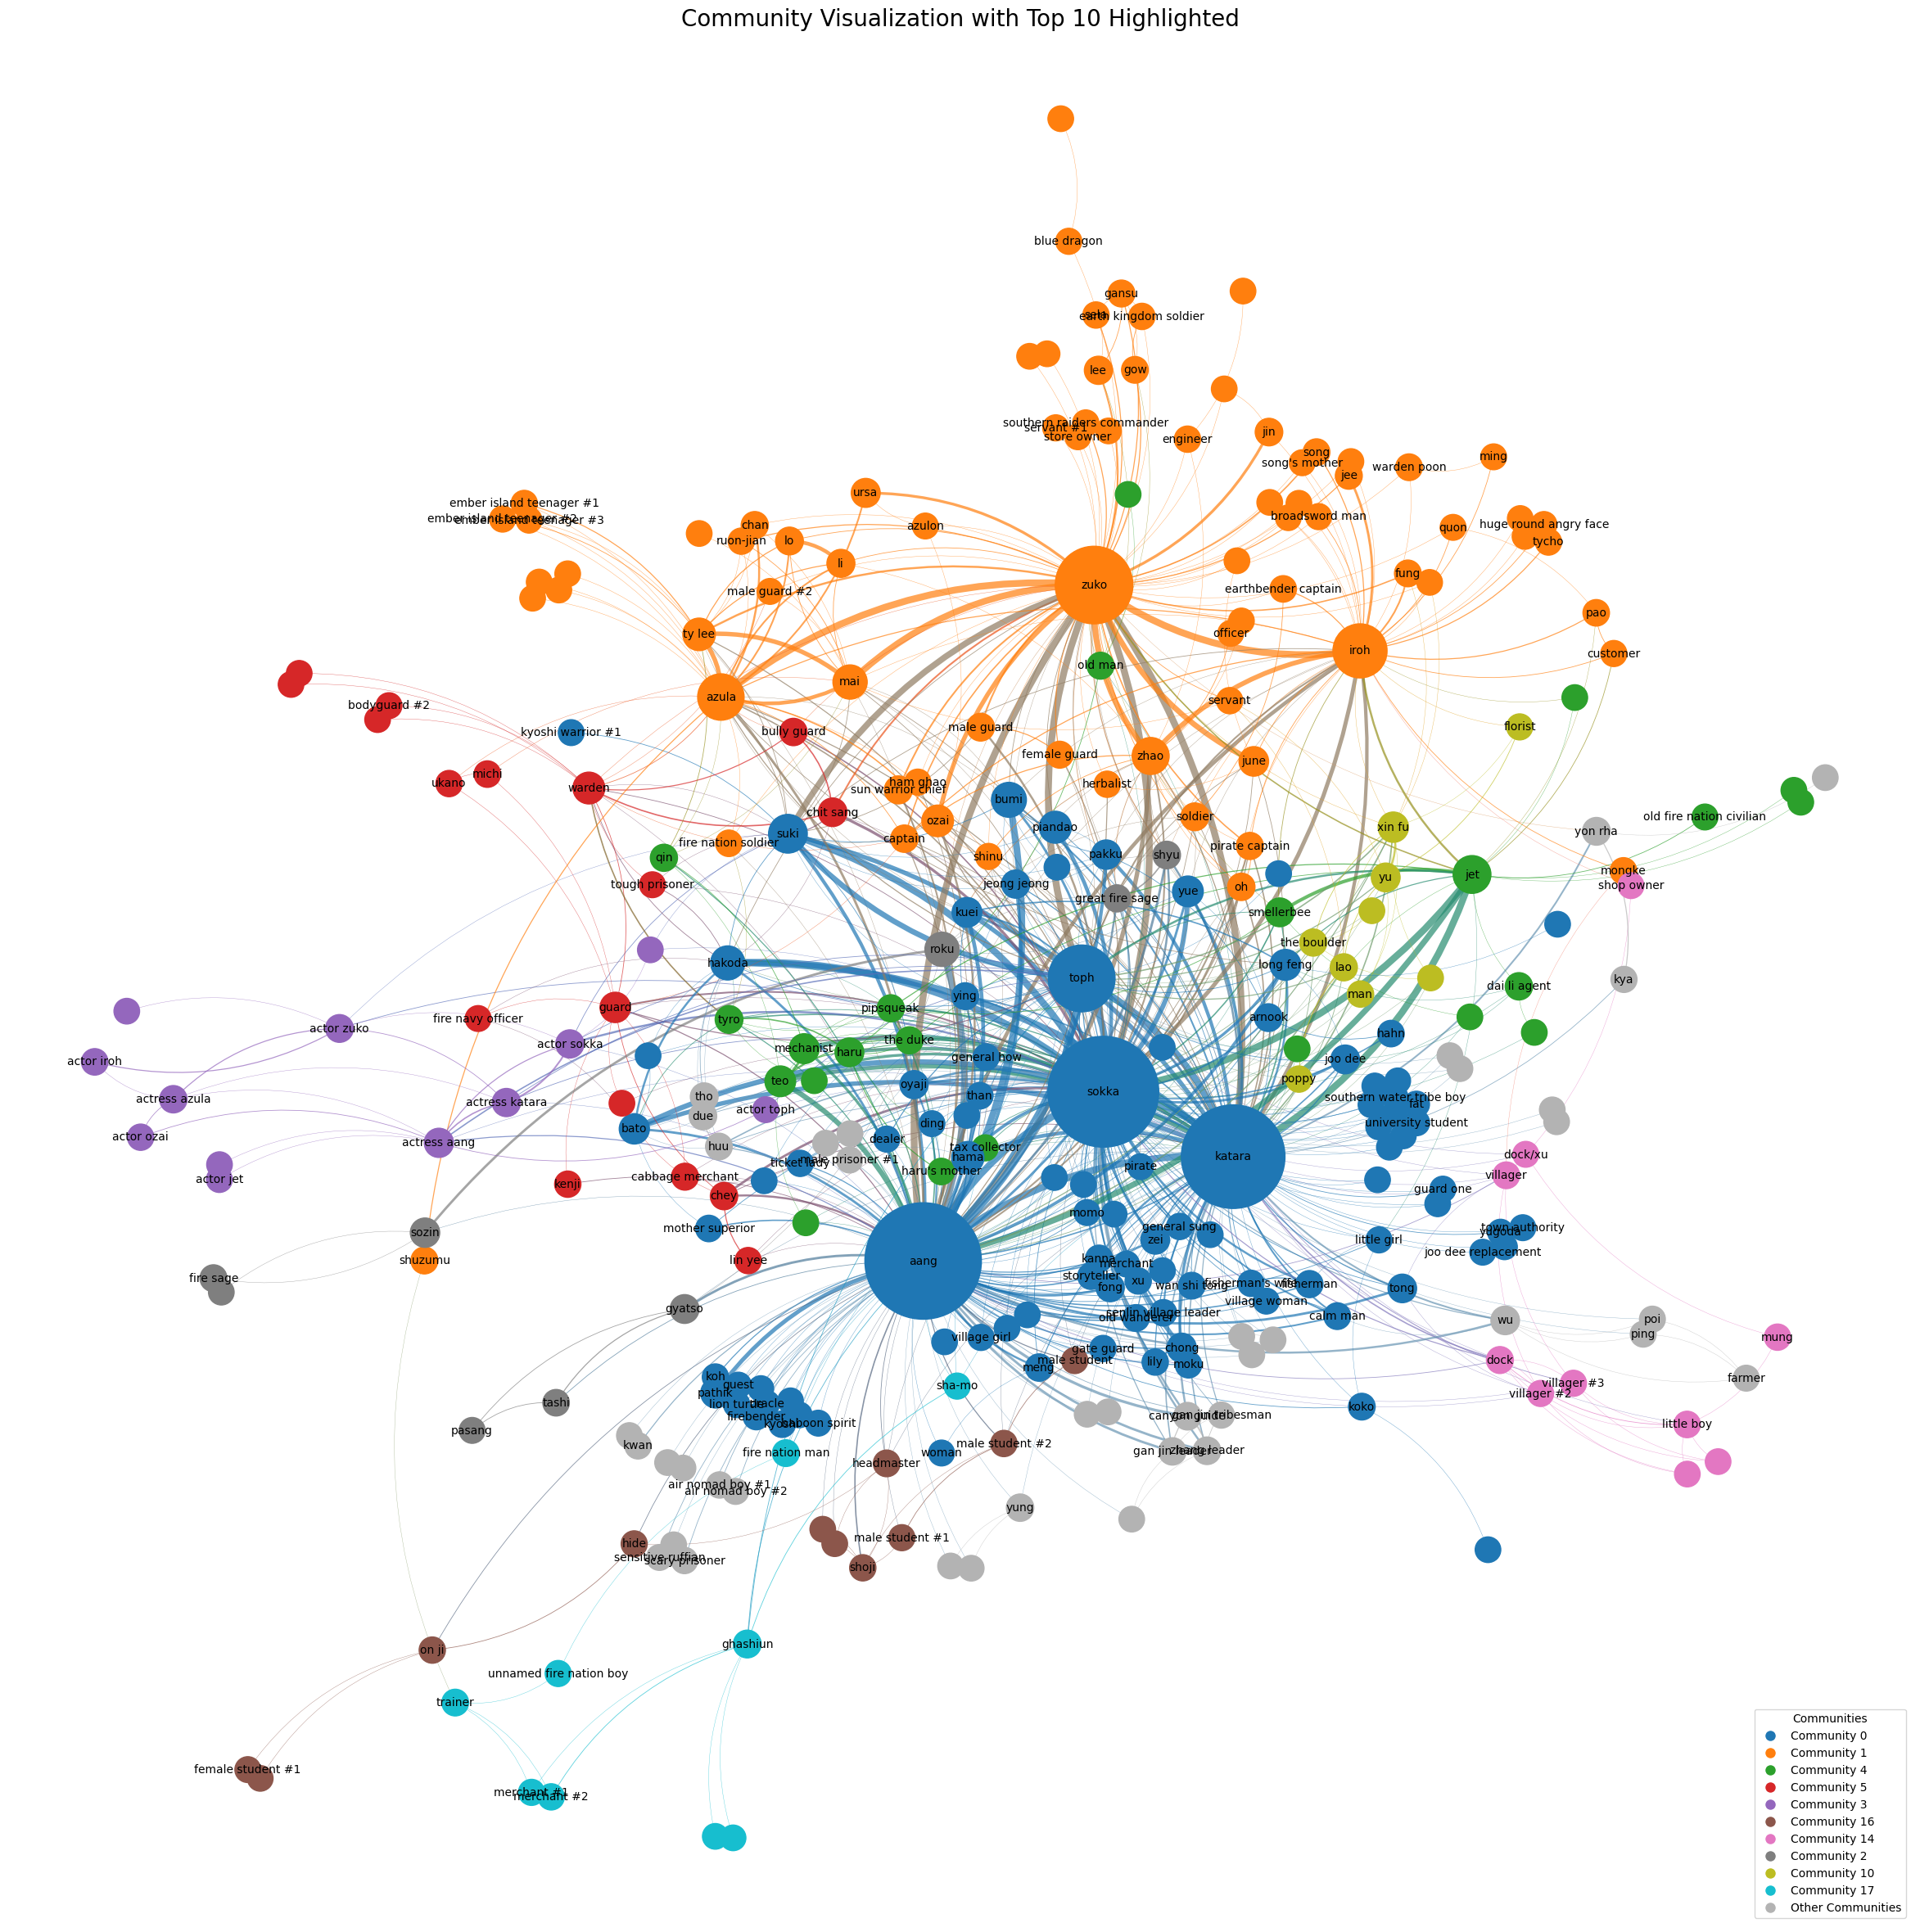 Community Visualization with Top 10 Highlighted
blue dragon
gansu
sela
earth kingdom soldier
lee
gow
southern raiders commander
servant #1
store owner
engineer
jin
song
song's mother
jee
warden poon
ming
ember island teenager #1
ember island teenager #2
ember island teenager #3
ursa
azulon
chan
ruon-jian
lo
li
male guard #2
broadsword man
quon
huge round angry face
tycho
fung
zuko
earthbender captain
pao
officer
ty lee
iroh
customer
old man
mai
azula
bodyguard #2
servant
kyoshi warrior #1
bully guard
male guard
florist
female guard
zhao
june
michi
ukano
warden
ham ghao
sun warrior chief
herbalist
bumi
chit sang
ozai
piandao
soldier
xin fu
old fire nation civilian
yon rha
suki
captain
fire nation soldier
qin
shinu
pakku
shyu
pirate captain
mongke
jet
yu
tough prisoner
jeong jeong
yue
oh
shop owner
great fire sage
kuei
smellerbee
roku
the boulder
hakoda
long feng
lao
toph
kya
dai li agent
man
ying
guard
pipsqueak
fire navy officer
tyro
arnook
actor zuko
hahn
actor sokka
the duke
mechanist
haru
general how
joo dee
actor iroh
teo
oyaji
poppy
sokka
tho
than
southern water tribe boy
fat
actress azula
actress katara
due
actor toph
ding
university student
bato
actor ozai
actress aang
huu
dealer
tax collector
hama
male prisoner #1
ticket lady
katara
dock/xu
pirate
villager
actor jet
haru's mother
cabbage merchant
kenji
chey
guard one
momo
mother superior
general sung
town authority
yagoda
sozin
zei
little girl
joo dee replacement
shuzumu
lin yee
aang
kanna
merchant
storyteller
xu
fire sage
fong
wan shi tong
fisherman's wife
fisherman
tong
village woman
gyatso
senlin village leader
old wanderer
calm man
wu
poi
ping
village girl
mung
gate guard
chong
male student
dock
meng
lily
moku
koh
guest
farmer
sha-mo
villager #3
villager #2
pathik
lion turtle
oracle
tashi
koko
firebender
kyoshi
baboon spirit
canyon guide
gan jin tribesman
little boy
pasang
kwan
fire nation man
woman
male student #2
gan jin leader
zhang leader
headmaster
air nomad boy #1
air nomad boy #2
yung
male student #1
hide
sensitive ruffian
scary prisoner
shoji
on ji
ghashiun
unnamed fire nation boy
trainer
female student #1
merchant #1
merchant #2
Communities
Community 0
Community 1
Community 4
Community 5
Community 3
Community 16
Community 14
Community 2
Community 10
Community 17
Other Communities